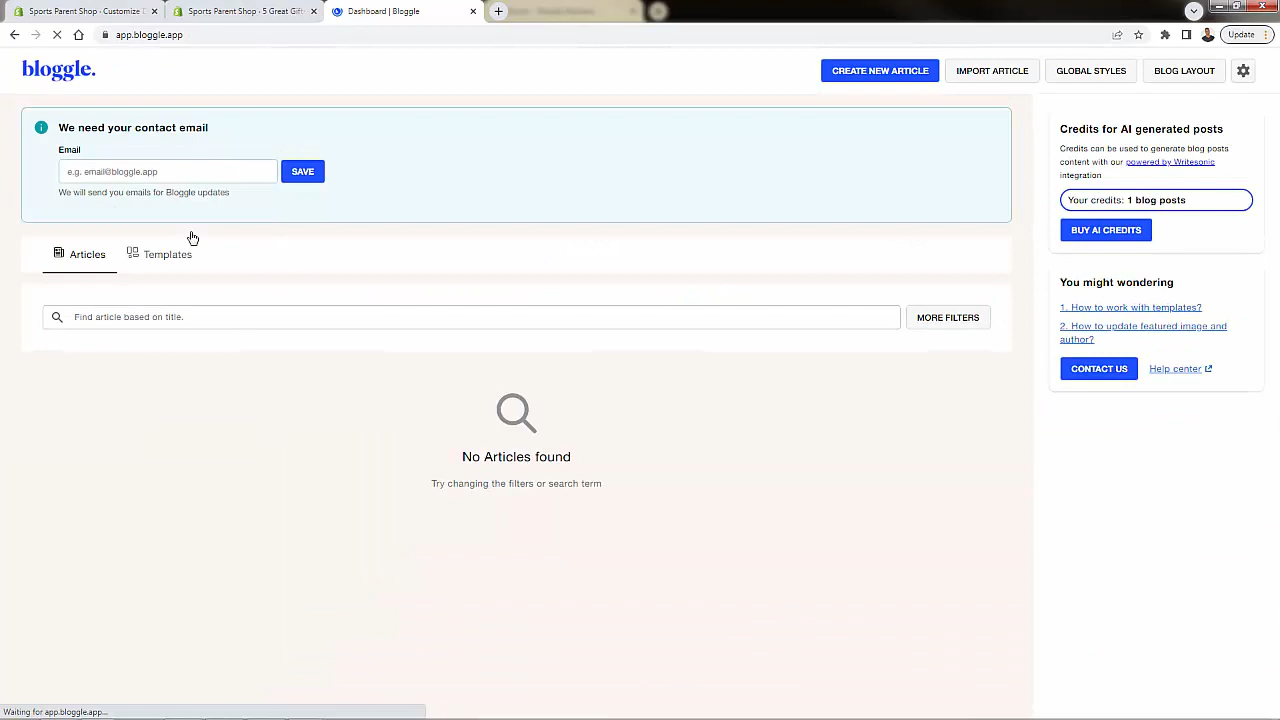 Sports Parent Shop - Customize D
Sports Parent Shop - 5 Great Gift
Dashboard | Bloggle
app.bloggle.app
Update
bloggle.
CREATE NEW ARTICLE
IMPORT ARTICLE
GLOBAL STYLES
BLOG LAYOUT
We need your contact email
Email
e.g. email@bloggle.app
SAVE
We will send you emails for Bloggle updates
Articles
Templates
Find article based on title.
MORE FILTERS
No Articles found
Try changing the filters or search term
Credits for AI generated posts
Credits can be used to generate blog posts
content with our powered by Writesonic
integration
Your credits: 1 blog posts
BUY AI CREDITS
You might wondering
1. How to work with templates?
2. How to update featured image and
author?
CONTACT US
Help center
Waiting for app.bloggle.app...